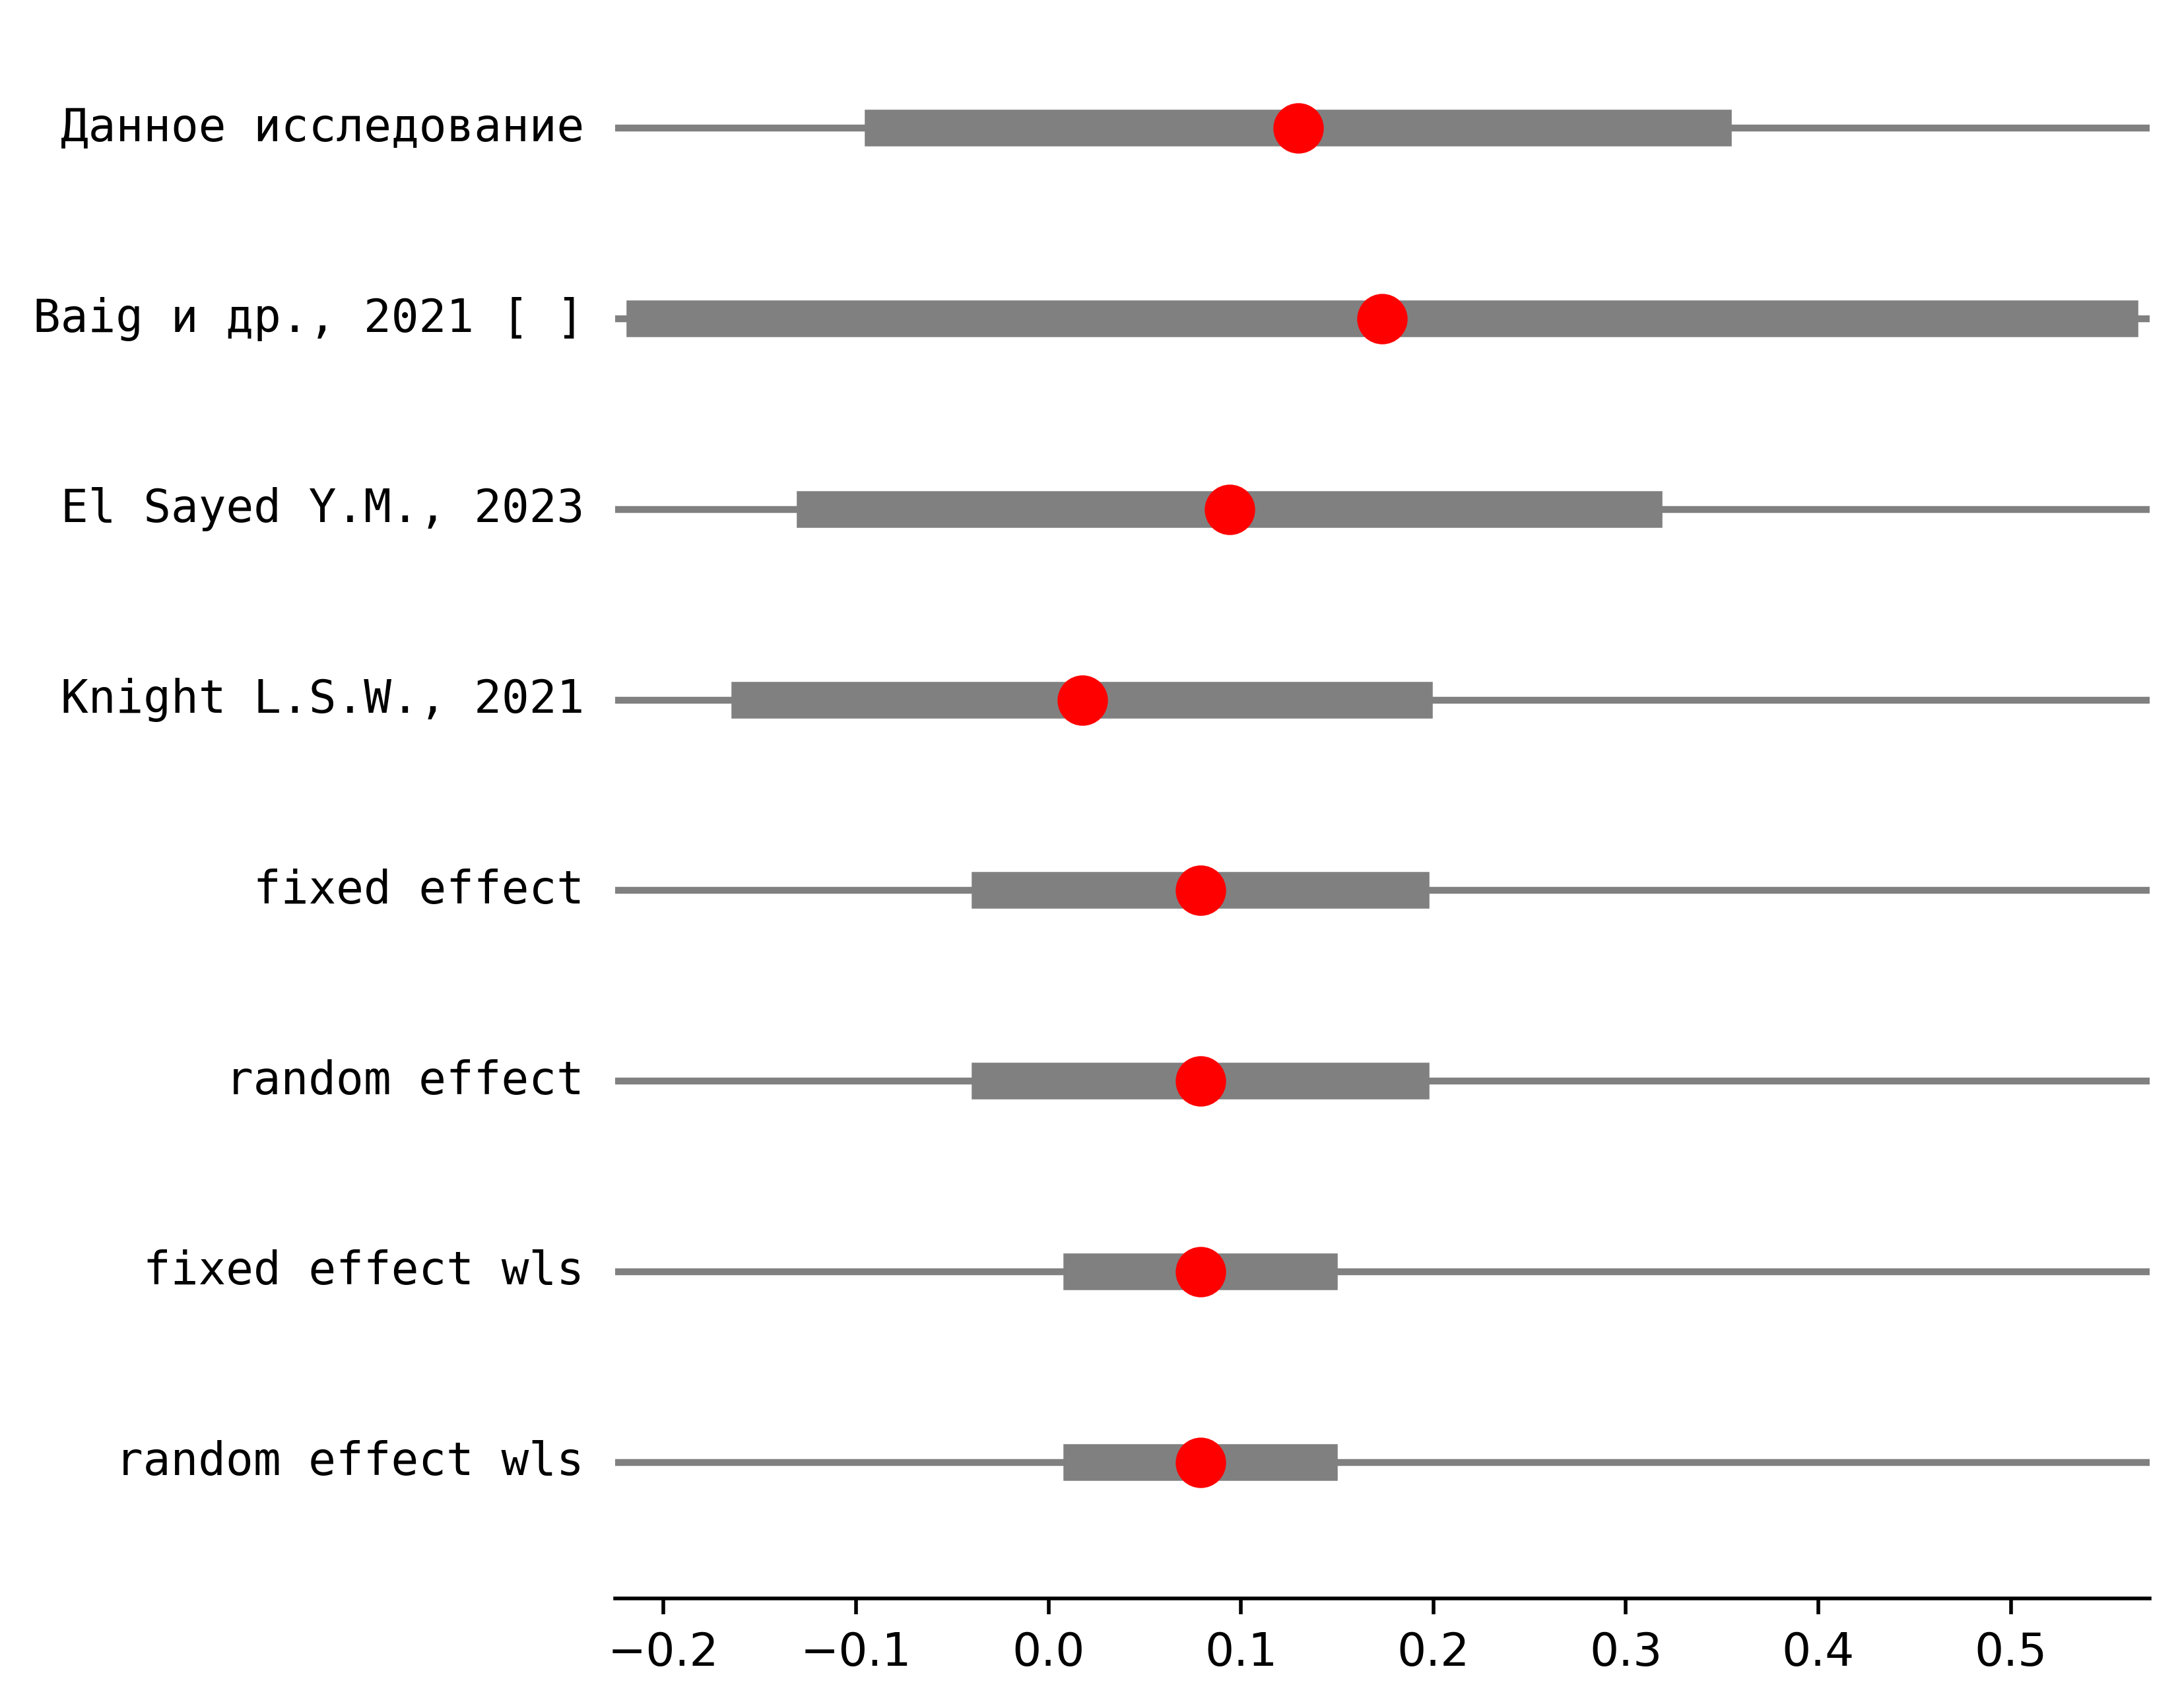 Данное исследование
Baig и др., 2021 [ ]
El Sayed Y.M., 2023
Knight L.S.W., 2021
fixed effect
random effect
fixed effect wls
random effect wls
−0.2 −0.1 0.0 0.1 0.2 0.3 0.4 0.5